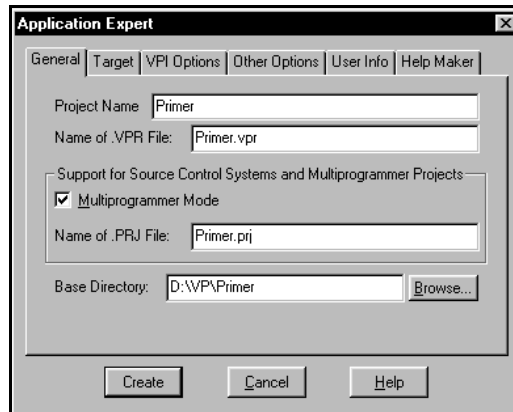 Application Expert
General Target VPI Options Other Options User Info Help Maker
Project Name Primer
Name of .VPR File: Primer.vpr
Support for Source Control Systems and Multiprogrammer Projects
Multiprogrammer Mode
Name of .PRJ File: Primer.prj
Base Directory: D:\VP\Primer Browse...
Create Cancel Help